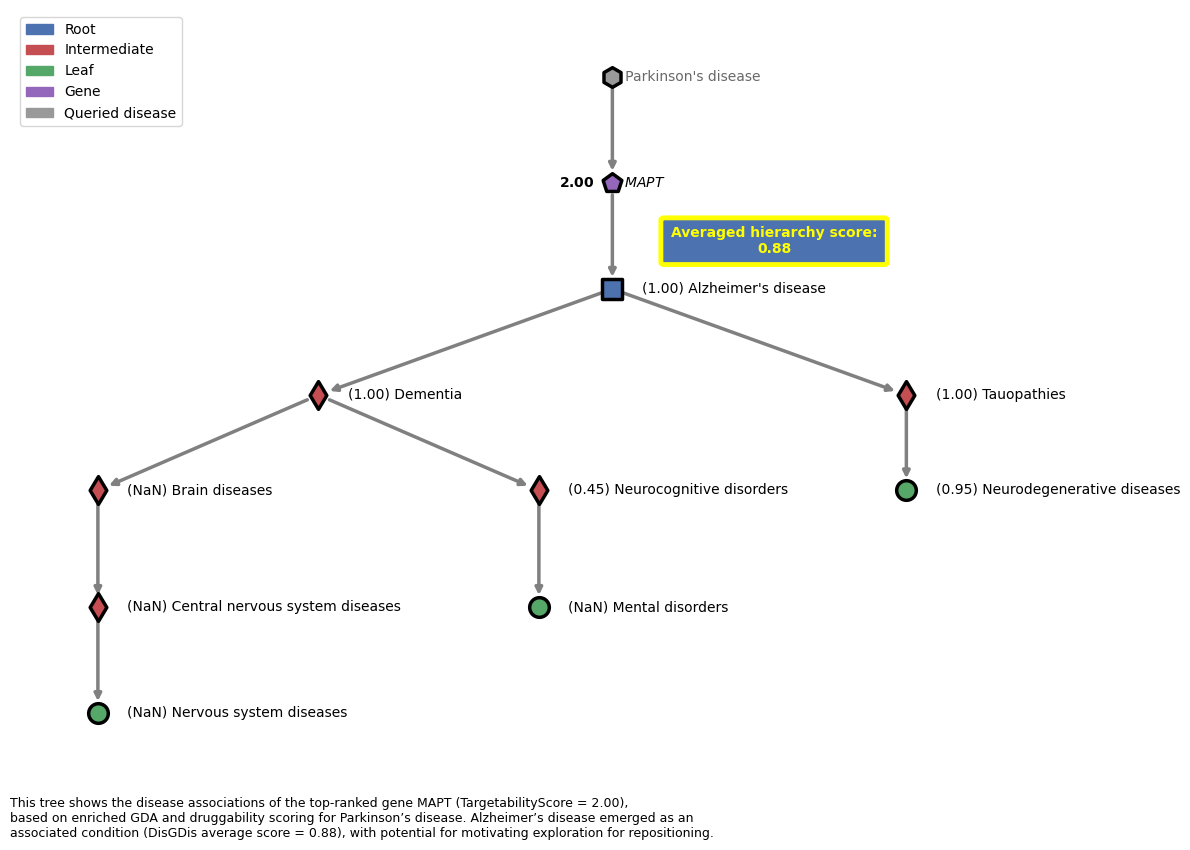 Root
Intermediate
Leaf
Gene
Queried disease
Parkinson's disease
2.00 MAPT
Averaged hierarchy score:
0.88
(1.00) Alzheimer's disease
(1.00) Dementia
(1.00) Tauopathies
(NaN) Brain diseases
(0.45) Neurocognitive disorders
(0.95) Neurodegenerative diseases
(NaN) Central nervous system diseases
(NaN) Mental disorders
(NaN) Nervous system diseases
This tree shows the disease associations of the top-ranked gene MAPT (TargetabilityScore = 2.00),
based on enriched GDA and druggability scoring for Parkinson’s disease. Alzheimer’s disease emerged as an
associated condition (DisGDis average score = 0.88), with potential for motivating exploration for repositioning.